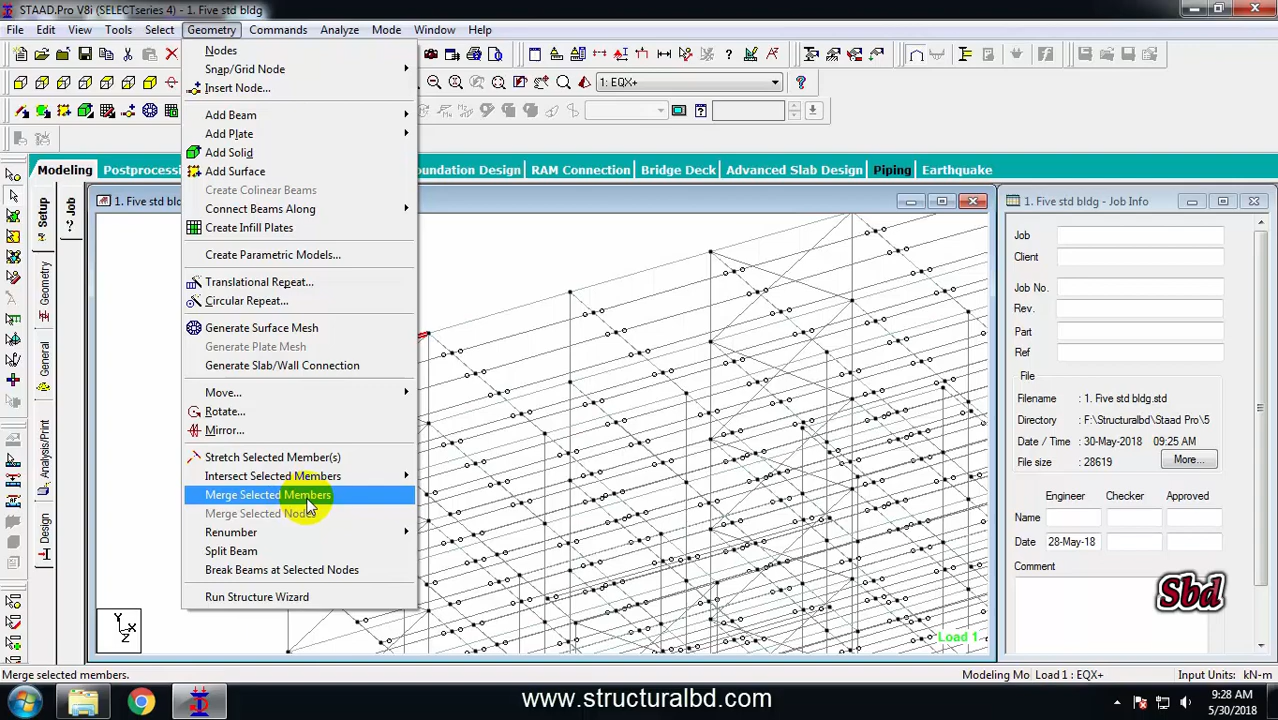 STAAD.Pro V8i (SELECTseries 4) - 1. Five std bldg
File Edit View Tools Select Geometry Commands Analyze Mode Window Help
1: EQX+
Modeling Postprocessi
oundation Design RAM Connection Bridge Deck Advanced Slab Design Piping Earthquake
1. Five std bl
1. Five std bldg - Job Info
Setup
Job
Geometry
General
Analysis/Print
Design
Nodes
Snap/Grid Node
Insert Node...
Add Beam
Add Plate
Add Solid
Add Surface
Create Colinear Beams
Connect Beams Along
Create Infill Plates
Create Parametric Models...
Translational Repeat...
Circular Repeat...
Generate Surface Mesh
Generate Plate Mesh
Generate Slab/Wall Connection
Move...
Rotate...
Mirror...
Stretch Selected Member(s)
Intersect Selected Members
Merge Selected Members
Merge Selected Nodes
Renumber
Split Beam
Break Beams at Selected Nodes
Run Structure Wizard
Y
X
Z
Load 1
Job
Client
Job No.
Rev.
Part
Ref
File
Filename : 1. Five std bldg.std
Directory : F:\Structuralbd\Staad Pro\5
Date / Time : 30-May-2018 09:25 AM
File size : 28619
More...
Engineer Checker Approved
Name
Date 28-May-18
Comment
Sbd
Merge selected members.
Modeling Mo
Load 1 : EQX+
Input Units: kN-m
www.structuralbd.com
9:28 AM
5/30/2018